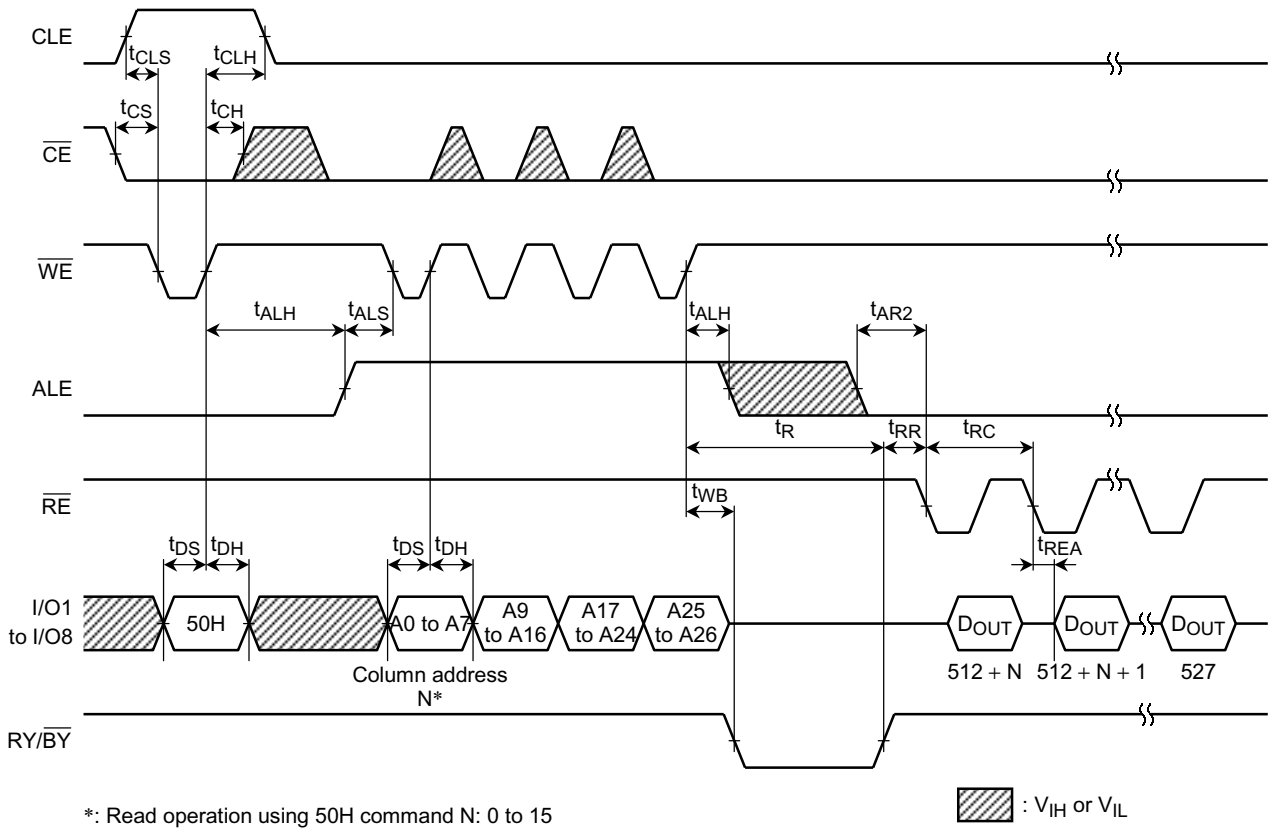 CLE
tCLS
tCLH
tCS
tCH
CE
WE
tALH
tALS
tALH
tAR2
ALE
tR
tRR
tRC
RE
tWB
tDS
tDH
tDS
tDH
tREA
I/O1
to I/O8
50H
A0 to A7
A9
to A16
A17
to A24
A25
to A26
DOUT
DOUT
DOUT
Column address
N*
512 + N
512 + N + 1
527
RY/BY
*: Read operation using 50H command N: 0 to 15
: VIH or VIL